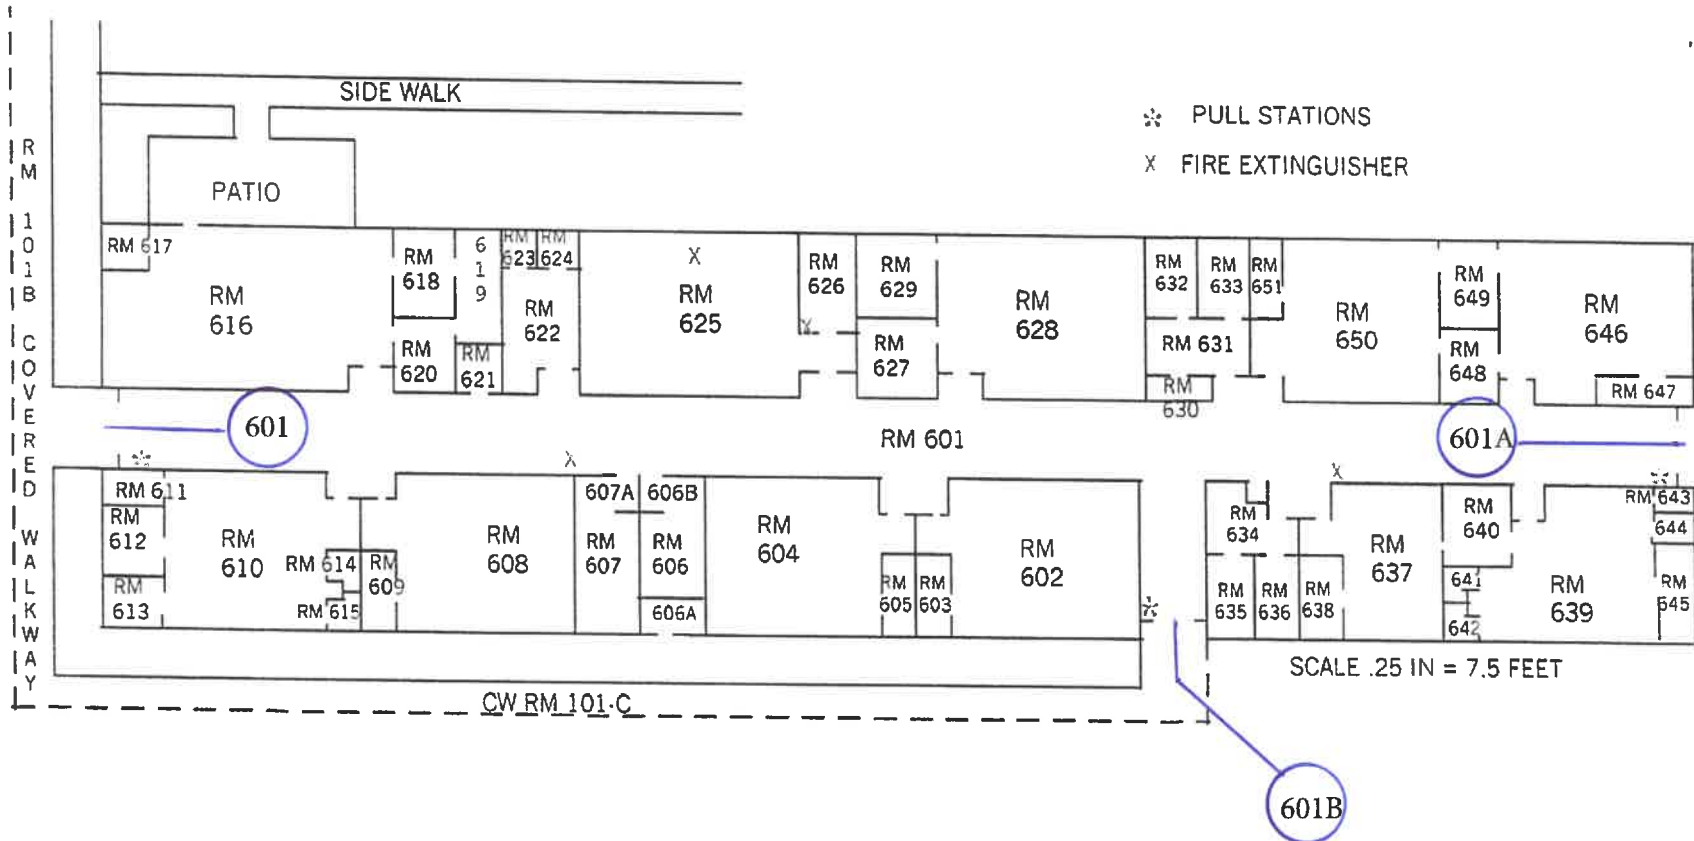 SIDE WALK
PULL STATIONS
X FIRE EXTINGUISHER
PATIO
RM 101B COVERED WALKWAY
RM 617
RM
616
RM
618
619
RM
620
RM
621
RM
623
RM
624
RM
622
X
RM
625
RM
626
X
RM
629
RM
627
RM
628
RM
632
RM
633
RM
651
RM 631
RM
630
RM
650
RM
649
RM
648
RM
646
RM 647
601
RM 601
601A
X
X
RM 611
RM
612
RM
613
RM
610
RM 614
RM 615
RM
609
RM
608
607A
606B
RM
607
RM
606
606A
RM
604
RM
605
RM
603
RM
602
RM
634
RM
635
RM
636
RM
638
RM
637
RM
640
641
642
RM
639
RM 643
644
RM
645
SCALE .25 IN = 7.5 FEET
CW RM 101-C
601B